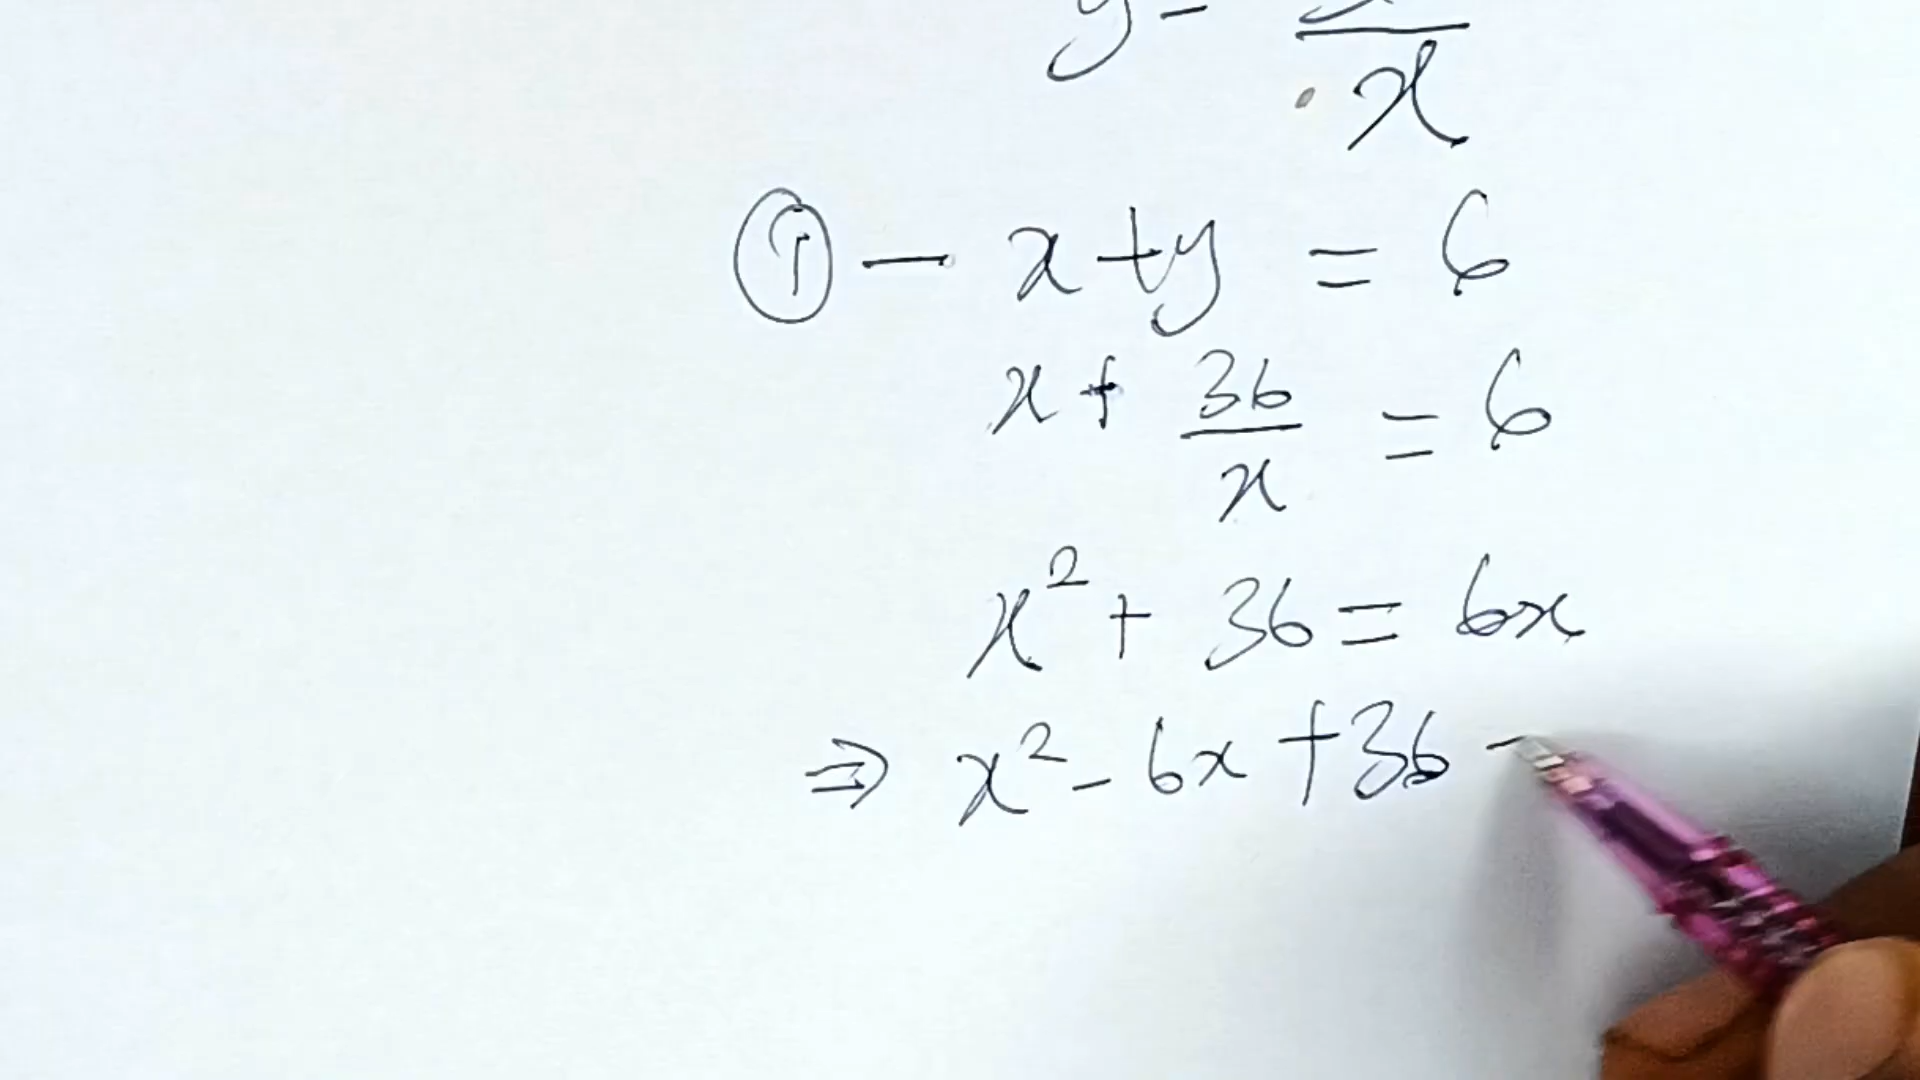 y = /x
① — x + y = 6
x + 36/x = 6
x² + 36 = 6x
⇒ x² - 6x + 36 -